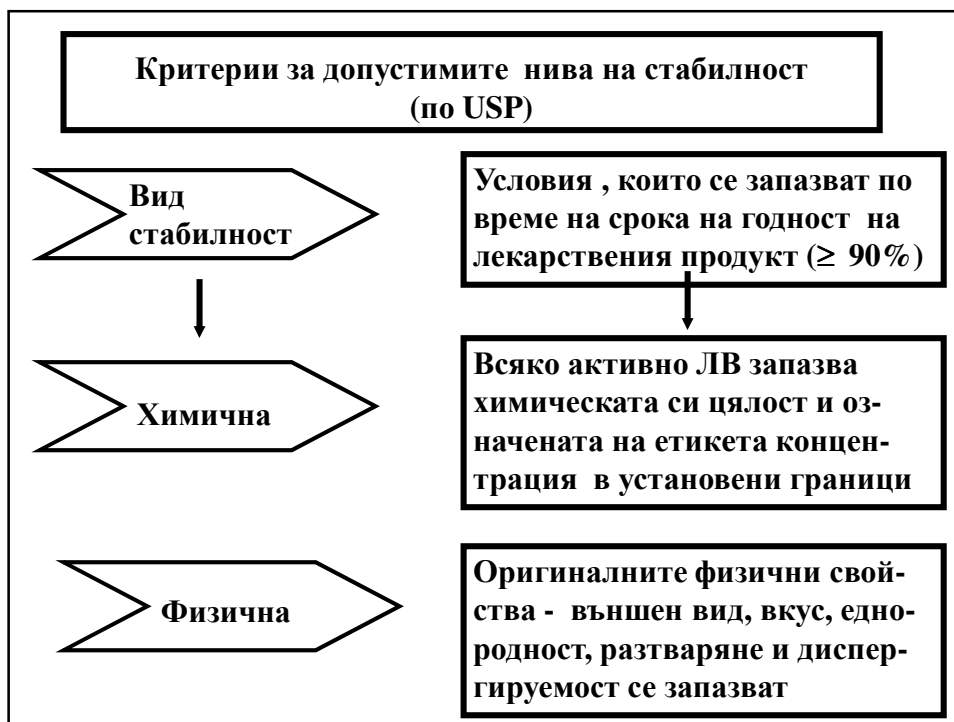 Критерии за допустимите нива на стабилност
(по USP)
Вид
стабилност
Условия , които се запазват по
време на срока на годност на
лекарствения продукт (≥ 90%)
Химична
Всяко активно ЛВ запазва
химическата си цялост и оз-
начената на етикета концен-
трация в установени граници
Физична
Оригиналните физични свой-
ства - външен вид, вкус, едно-
родност, разтваряне и диспер-
гируемост се запазват